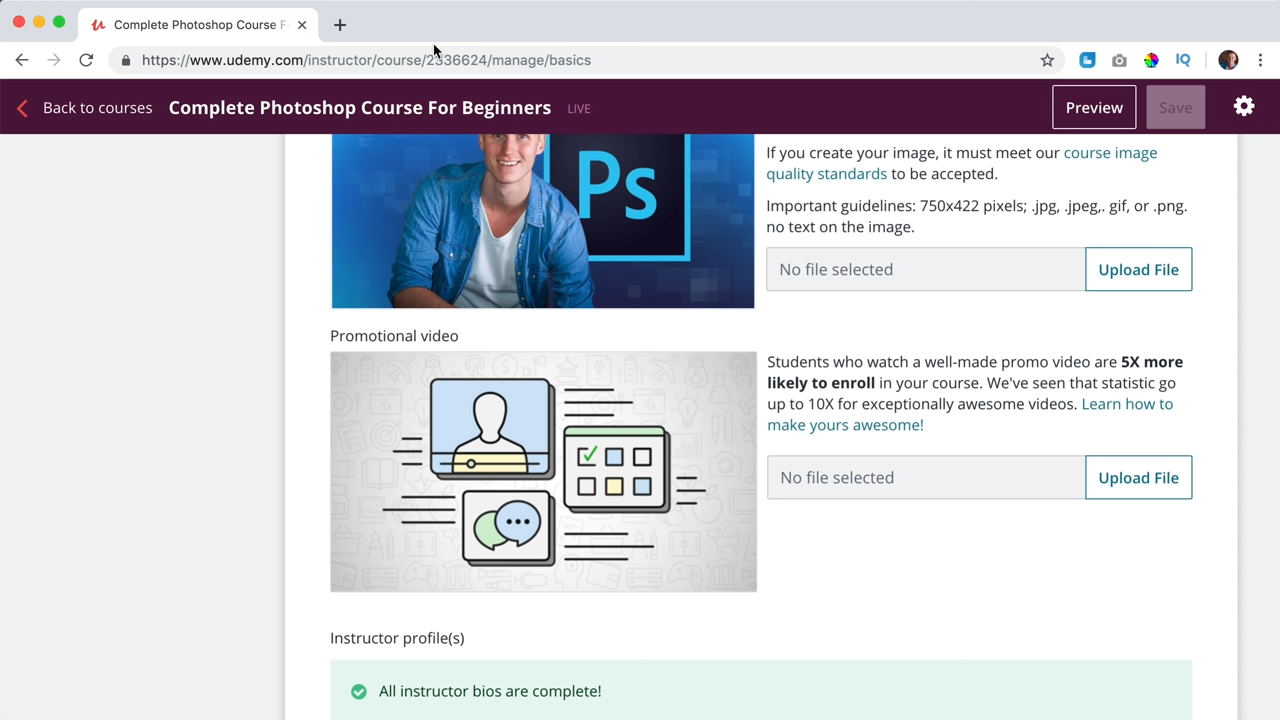 Complete Photoshop Course F
https://www.udemy.com/instructor/course/2336624/manage/basics
IQ
Back to courses
Complete Photoshop Course For Beginners
LIVE
Preview
Save
Ps
If you create your image, it must meet our course image
quality standards to be accepted.
Important guidelines: 750x422 pixels; .jpg, .jpeg,. gif, or .png.
no text on the image.
No file selected
Upload File
Promotional video
Students who watch a well-made promo video are 5X more
likely to enroll in your course. We've seen that statistic go
up to 10X for exceptionally awesome videos. Learn how to
make yours awesome!
No file selected
Upload File
Instructor profile(s)
All instructor bios are complete!